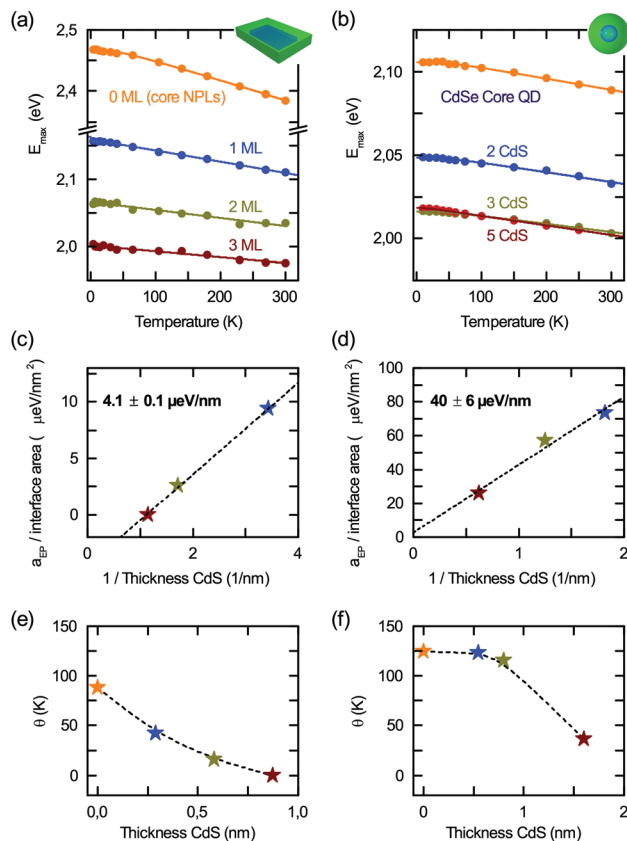 (a)
2,5
2,4
2,1
2,0
E_max (eV)
0 ML (core NPLs)
1 ML
2 ML
3 ML
0 100 200 300
Temperature (K)
(b)
2,10
2,05
2,00
E_max (eV)
CdSe Core QD
2 CdS
3 CdS
5 CdS
0 100 200 300
Temperature (K)
(c)
10
5
0
a_EP / interface area ( µeV/nm²)
4.1 ± 0.1 µeV/nm
0 2 4
1 / Thickness CdS (1/nm)
(d)
100
80
60
40
20
0
a_EP / interface area ( µeV/nm²)
40 ± 6 µeV/nm
0 1 2
1 / Thickness CdS (1/nm)
(e)
150
100
50
0
θ (K)
0,0 0,5 1,0
Thickness CdS (nm)
(f)
150
100
50
0
θ (K)
0 1 2
Thickness CdS (nm)